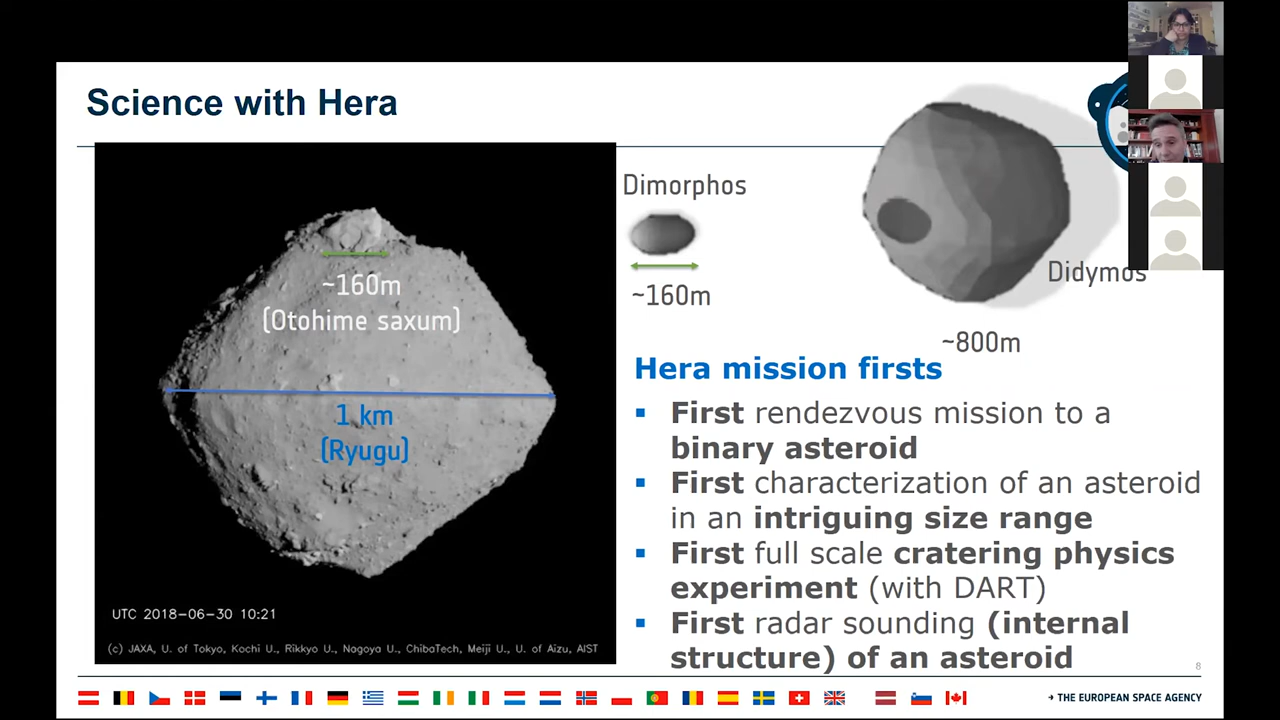 Science with Hera
~160m
(Otohime saxum)
1 km
(Ryugu)
UTC 2018-06-30 10:21
(c) JAXA, U. of Tokyo, Kochi U., Rikkyo U., Nagoya U., ChibaTech, Meiji U., U. of Aizu, AIST
Dimorphos
~160m
Didymos
~800m
Hera mission firsts
▪ First rendezvous mission to a
binary asteroid
▪ First characterization of an asteroid
in an intriguing size range
▪ First full scale cratering physics
experiment (with DART)
▪ First radar sounding (internal
structure) of an asteroid
8
→ THE EUROPEAN SPACE AGENCY